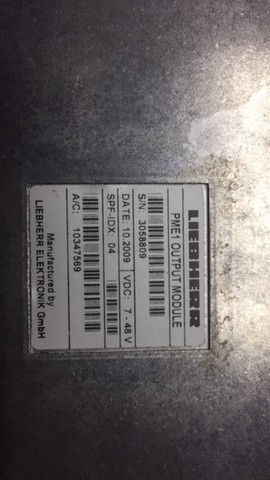 LIEBHERR
PME1 OUTPUT MODULE
S/N: 3058809
DATE: 10.2009 VDC: 7 - 48 V
SPF-IDX: 04
A/C: 10347569
Manufactured by
LIEBHERR ELEKTRONIK GmbH